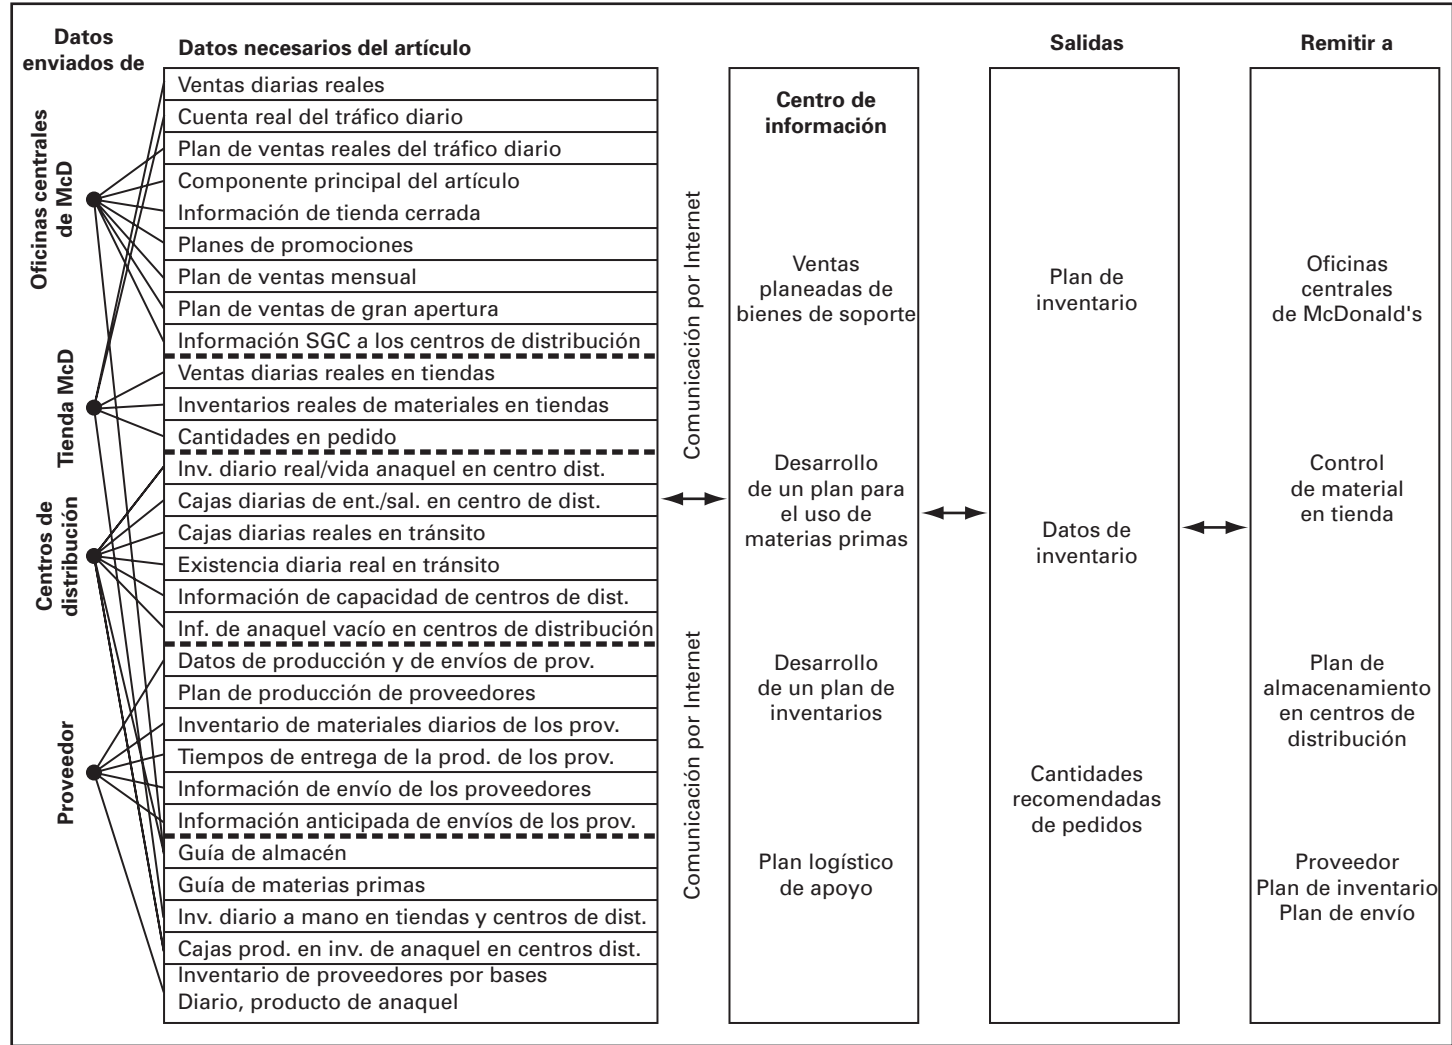 Datos
enviados de
Datos necesarios del artículo
Salidas
Remitir a
Oficinas centrales
de McD
Tienda McD
Centros de
distribución
Proveedor
Ventas diarias reales
Cuenta real del tráfico diario
Plan de ventas reales del tráfico diario
Componente principal del artículo
Información de tienda cerrada
Planes de promociones
Plan de ventas mensual
Plan de ventas de gran apertura
Información SGC a los centros de distribución
Ventas diarias reales en tiendas
Inventarios reales de materiales en tiendas
Cantidades en pedido
Inv. diario real/vida anaquel en centro dist.
Cajas diarias de ent./sal. en centro de dist.
Cajas diarias reales en tránsito
Existencia diaria real en tránsito
Información de capacidad de centros de dist.
Inf. de anaquel vacío en centros de distribución
Datos de producción y de envíos de prov.
Plan de producción de proveedores
Inventario de materiales diarios de los prov.
Tiempos de entrega de la prod. de los prov.
Información de envío de los proveedores
Información anticipada de envíos de los prov.
Guía de almacén
Guía de materias primas
Inv. diario a mano en tiendas y centros de dist.
Cajas prod. en inv. de anaquel en centros dist.
Inventario de proveedores por bases
Diario, producto de anaquel
Comunicación por Internet
Comunicación por Internet
Centro de
información
Ventas
planeadas de
bienes de soporte
Desarrollo
de un plan para
el uso de
materias primas
Desarrollo
de un plan de
inventarios
Plan logístico
de apoyo
Plan de
inventario
Datos de
inventario
Cantidades
recomendadas
de pedidos
Oficinas
centrales
de McDonald's
Control
de material
en tienda
Plan de
almacenamiento
en centros de
distribución
Proveedor
Plan de inventario
Plan de envío